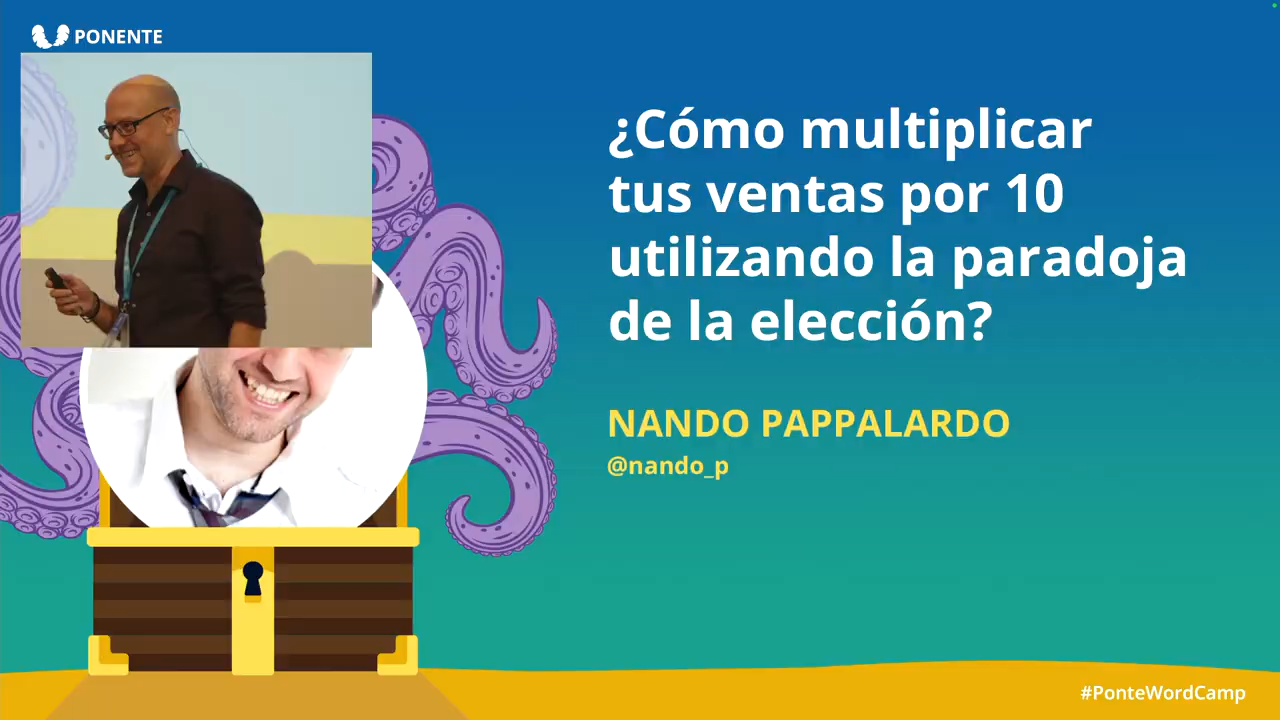 PONENTE
¿Cómo multiplicar
tus ventas por 10
utilizando la paradoja
de la elección?
NANDO PAPPALARDO
@nando_p
#PonteWordCamp